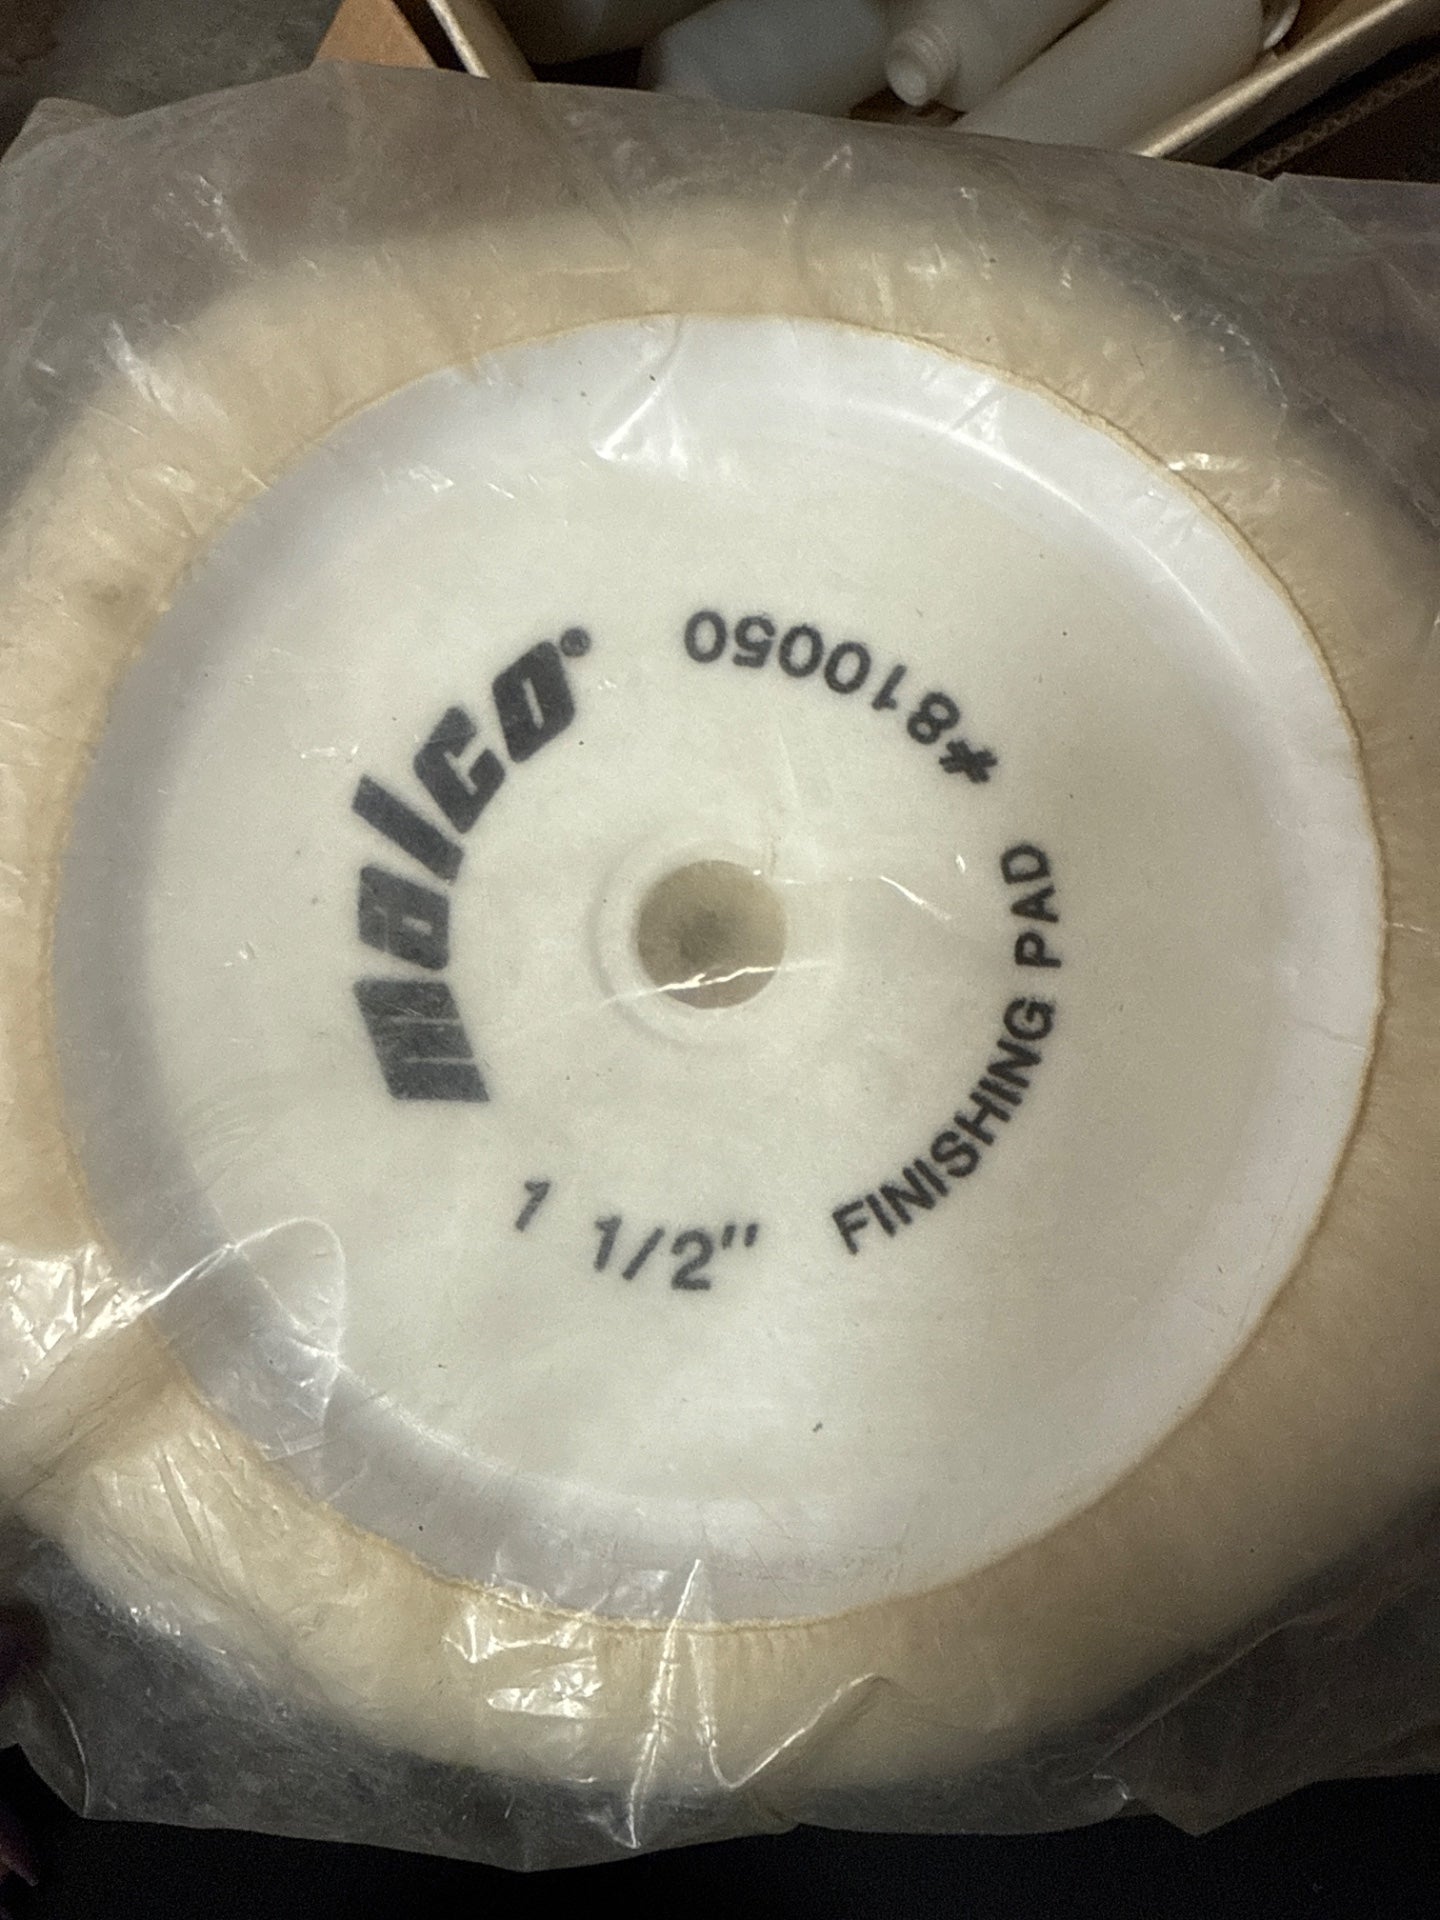 malco®
*810050
FINISHING PAD
1 1/2"